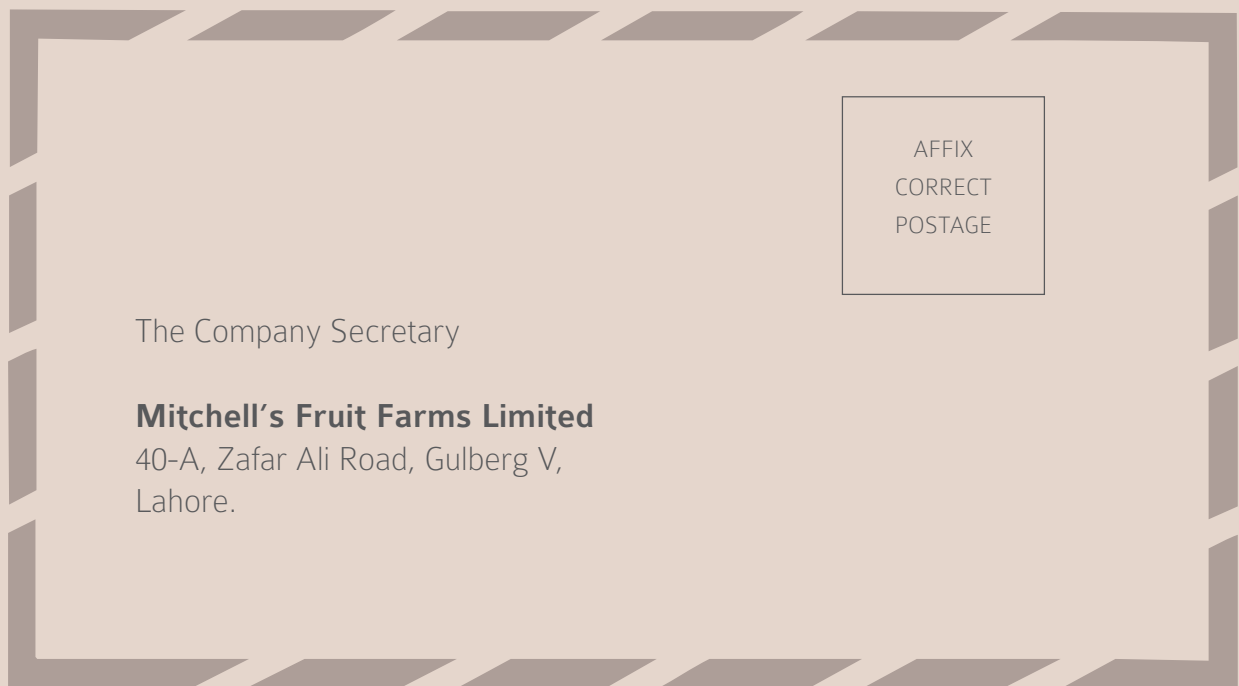 AFFIX
CORRECT
POSTAGE
The Company Secretary
Mitchell's Fruit Farms Limited
40-A, Zafar Ali Road, Gulberg V,
Lahore.